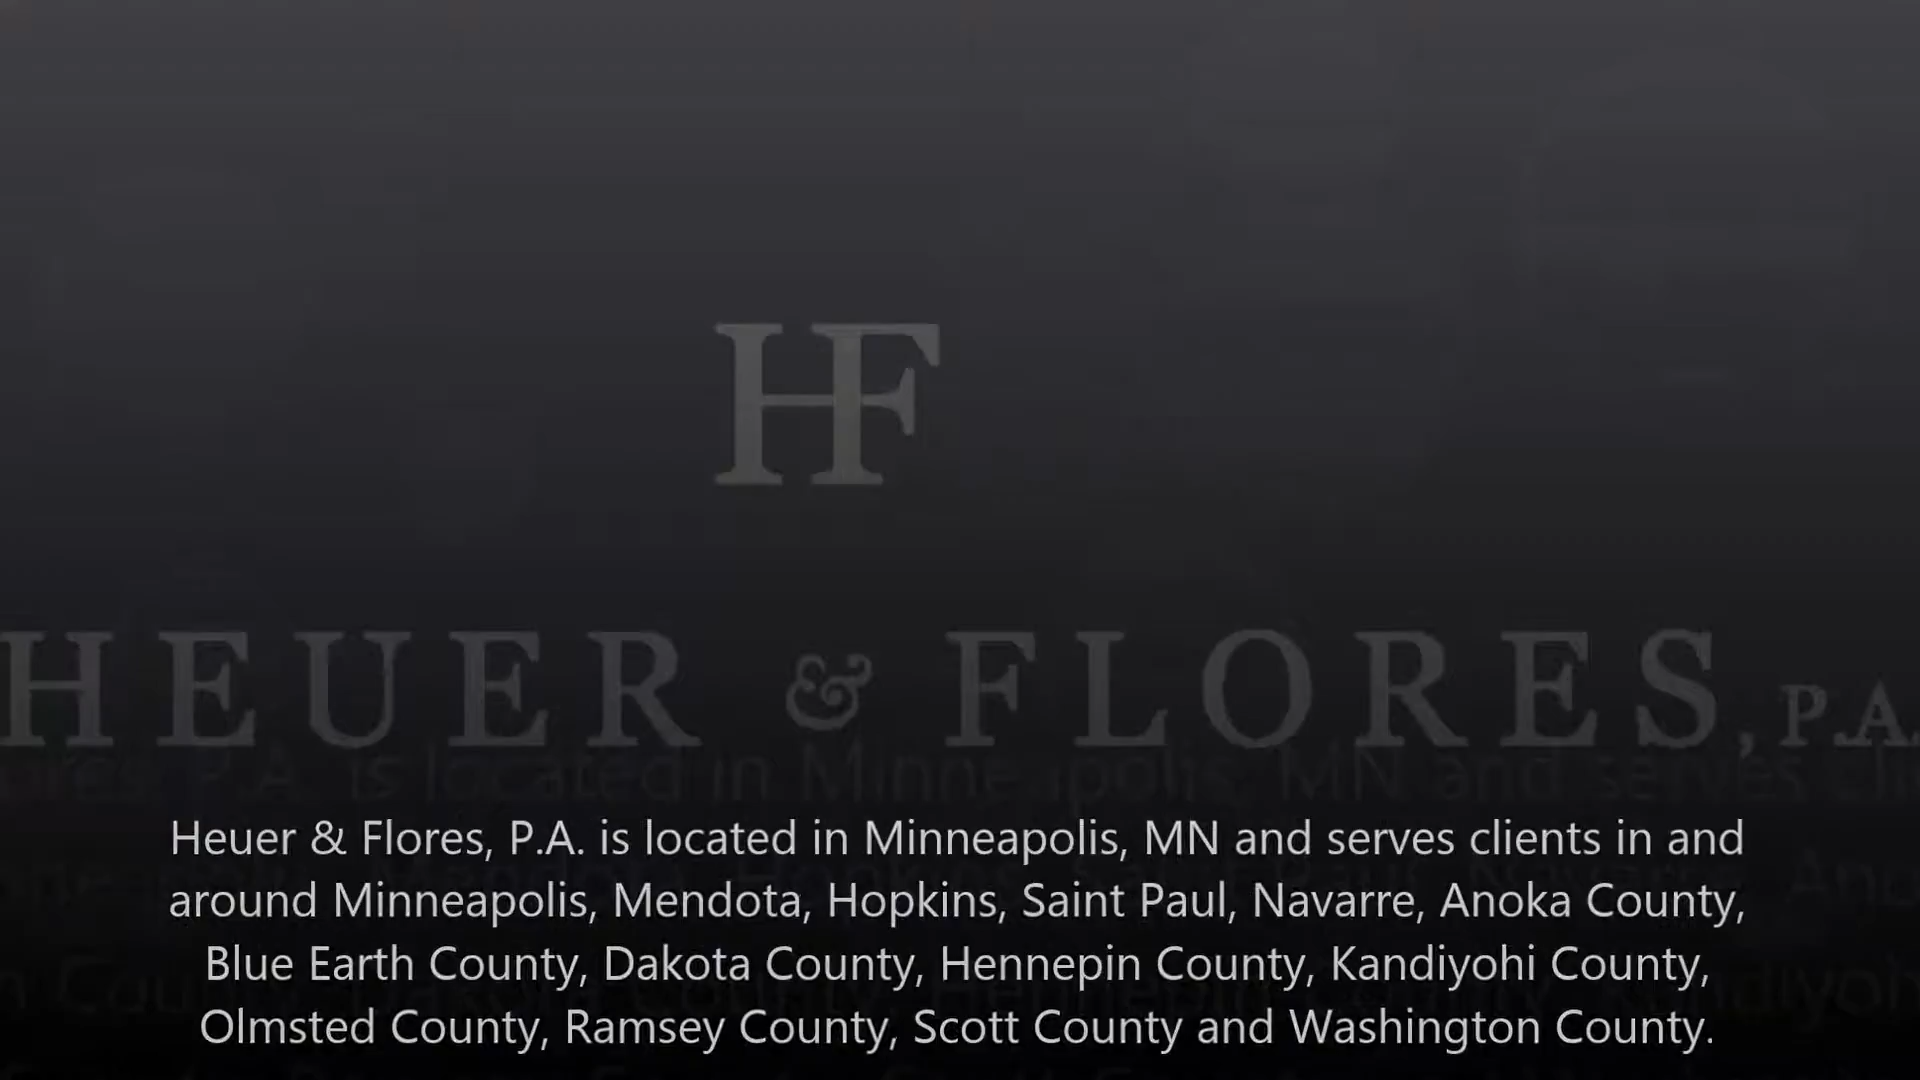 HF
HEUER & FLORES, P.A.
Heuer & Flores, P.A. is located in Minneapolis, MN and serves clients in and
around Minneapolis, Mendota, Hopkins, Saint Paul, Navarre, Anoka County,
Blue Earth County, Dakota County, Hennepin County, Kandiyohi County,
Olmsted County, Ramsey County, Scott County and Washington County.